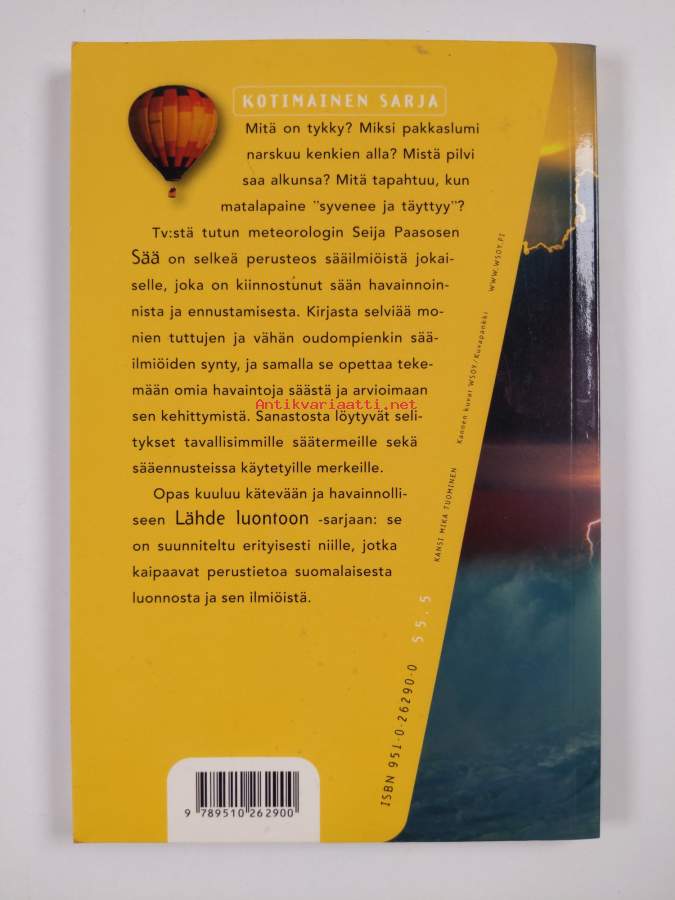 KOTIMAINEN SARJA
Mitä on tykky? Miksi pakkaslumi
narskuu kenkien alla? Mistä pilvi
saa alkunsa? Mitä tapahtuu, kun
matalapaine "syvenee ja täyttyy"?
Tv:stä tutun meteorologin Seija Paasosen
Sää on selkeä perusteos sääilmiöistä jokai-
selle, joka on kiinnostunut sään havainnoin-
nista ja ennustamisesta. Kirjasta selviää mo-
nien tuttujen ja vähän oudompienkin sää-
ilmiöiden synty, ja samalla se opettaa teke-
mään omia havaintoja säästä ja arvioimaan
sen kehittymistä. Sanastosta löytyvät seli-
tykset tavallisimmille säätermeille sekä
sääennusteissa käytetyille merkeille.
Opas kuuluu kätevään ja havainnolli-
seen Lähde luontoon -sarjaan: se
on suunniteltu erityisesti niille, jotka
kaipaavat perustietoa suomalaisesta
luonnosta ja sen ilmiöistä.
Antikvariaatti.net
KANSI MIKA TUOMINEN Kannen kuvat WSOY/Kuvapankki WWW.WSOY.FI
ISBN 951-0-26290-0 55.5
9 789510 262900